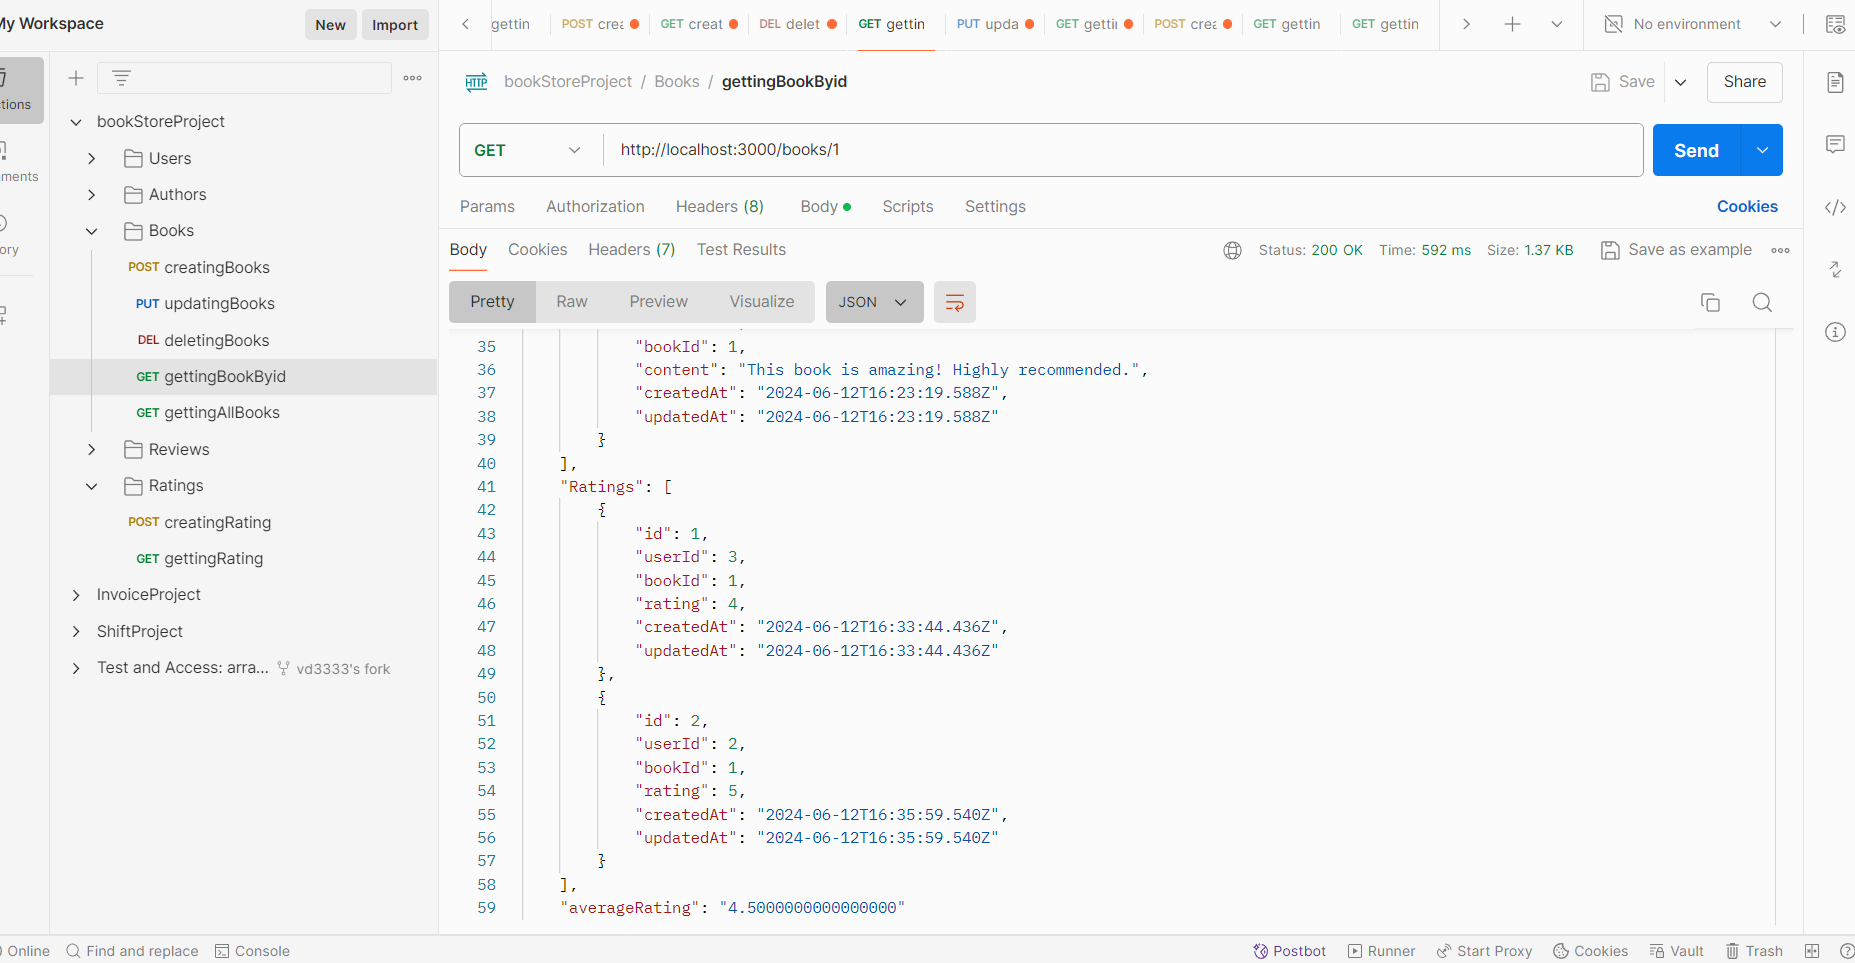 My Workspace
New
Import
gettin
POST crea
GET creat
DEL delet
GET gettin
PUT upda
GET gettin
POST crea
GET gettin
GET gettin
No environment
bookStoreProject / Books / gettingBookByid
Save
Share
GET
http://localhost:3000/books/1
Send
Params
Authorization
Headers (8)
Body
Scripts
Settings
Cookies
Body
Cookies
Headers (7)
Test Results
Status: 200 OK
Time: 592 ms
Size: 1.37 KB
Save as example
Pretty
Raw
Preview
Visualize
JSON
bookStoreProject
Users
Authors
Books
POST creatingBooks
PUT updatingBooks
DEL deletingBooks
GET gettingBookByid
GET gettingAllBooks
Reviews
Ratings
POST creatingRating
GET gettingRating
InvoiceProject
ShiftProject
Test and Access: arra... vd3333's fork
ctions
nments
ory
35 "bookId": 1,
36 "content": "This book is amazing! Highly recommended.",
37 "createdAt": "2024-06-12T16:23:19.588Z",
38 "updatedAt": "2024-06-12T16:23:19.588Z"
39 }
40 ],
41 "Ratings": [
42 {
43 "id": 1,
44 "userId": 3,
45 "bookId": 1,
46 "rating": 4,
47 "createdAt": "2024-06-12T16:33:44.436Z",
48 "updatedAt": "2024-06-12T16:33:44.436Z"
49 },
50 {
51 "id": 2,
52 "userId": 2,
53 "bookId": 1,
54 "rating": 5,
55 "createdAt": "2024-06-12T16:35:59.540Z",
56 "updatedAt": "2024-06-12T16:35:59.540Z"
57 }
58 ],
59 "averageRating": "4.5000000000000000"
Online
Find and replace
Console
Postbot
Runner
Start Proxy
Cookies
Vault
Trash